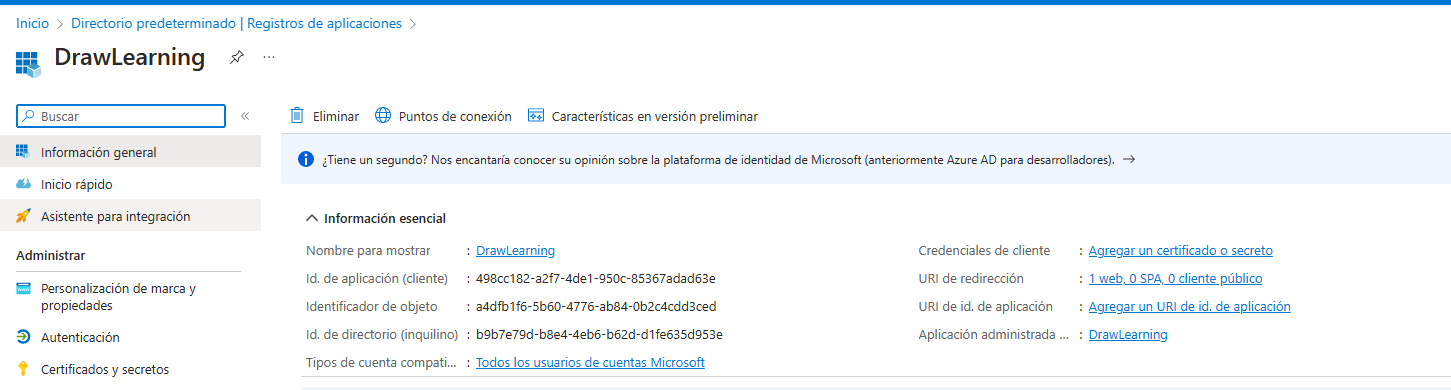 Inicio > Directorio predeterminado | Registros de aplicaciones >
DrawLearning
...
Buscar
«
Eliminar
Puntos de conexión
Características en versión preliminar
Información general
Inicio rápido
Asistente para integración
Administrar
Personalización de marca y
propiedades
Autenticación
Certificados y secretos
¿Tiene un segundo? Nos encantaría conocer su opinión sobre la plataforma de identidad de Microsoft (anteriormente Azure AD para desarrolladores). →
Información esencial
Nombre para mostrar : DrawLearning
Id. de aplicación (cliente) : 498cc182-a2f7-4de1-950c-85367adad63e
Identificador de objeto : a4dfb1f6-5b60-4776-ab84-0b2c4cdd3ced
Id. de directorio (inquilino) : b9b7e79d-b8e4-4eb6-b62d-d1fe635d953e
Tipos de cuenta compati... : Todos los usuarios de cuentas Microsoft
Credenciales de cliente : Agregar un certificado o secreto
URI de redirección : 1 web, 0 SPA, 0 cliente público
URI de id. de aplicación : Agregar un URI de id. de aplicación
Aplicación administrada ... : DrawLearning